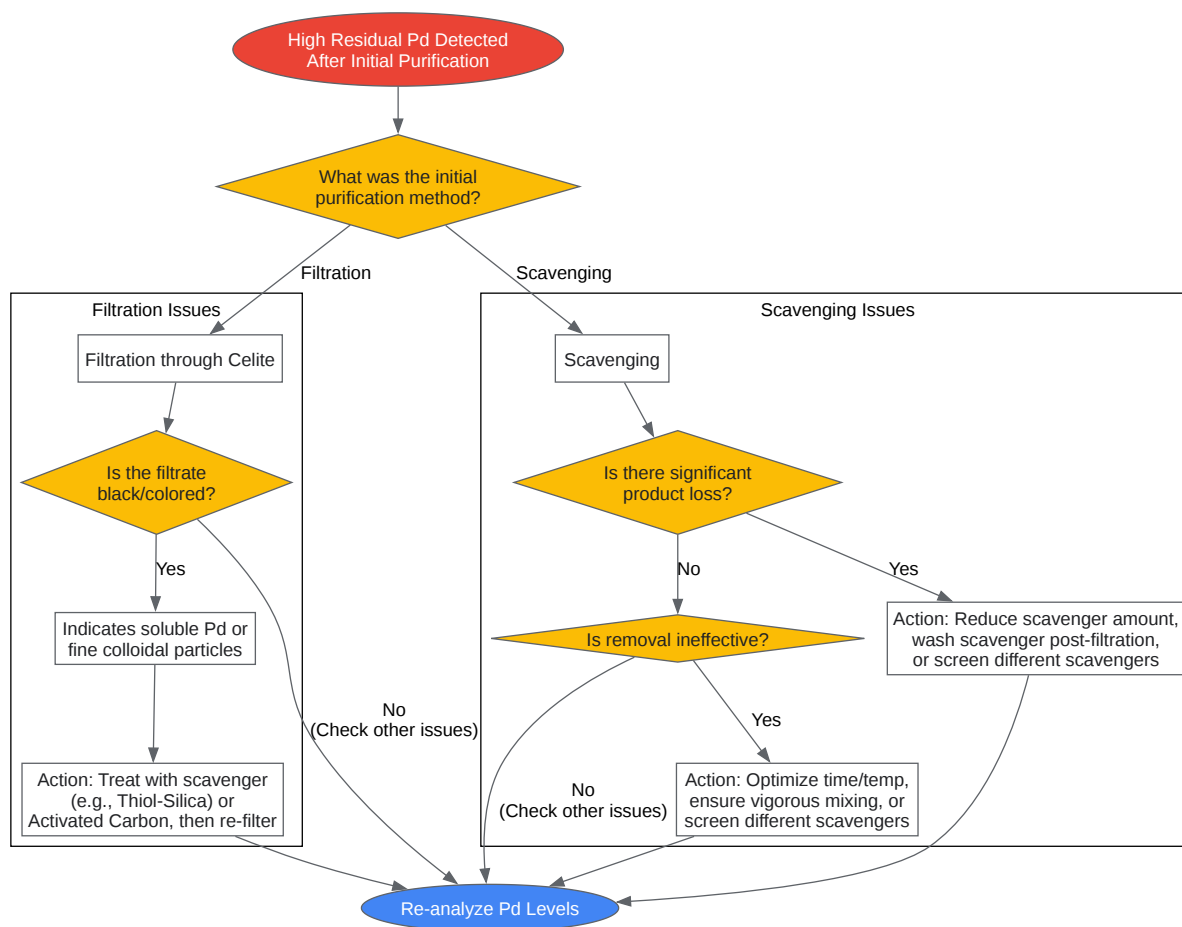 High Residual Pd Detected
After Initial Purification
What was the initial
purification method?
Filtration
Scavenging
Filtration Issues
Scavenging Issues
Filtration through Celite
Scavenging
Is the filtrate
black/colored?
Is there significant
product loss?
Yes
No
Yes
Indicates soluble Pd or
fine colloidal particles
Is removal ineffective?
Action: Reduce scavenger amount,
wash scavenger post-filtration,
or screen different scavengers
No
(Check other issues)
Yes
Action: Treat with scavenger
(e.g., Thiol-Silica) or
Activated Carbon, then re-filter
No
(Check other issues)
Action: Optimize time/temp,
ensure vigorous mixing, or
screen different scavengers
Re-analyze Pd Levels